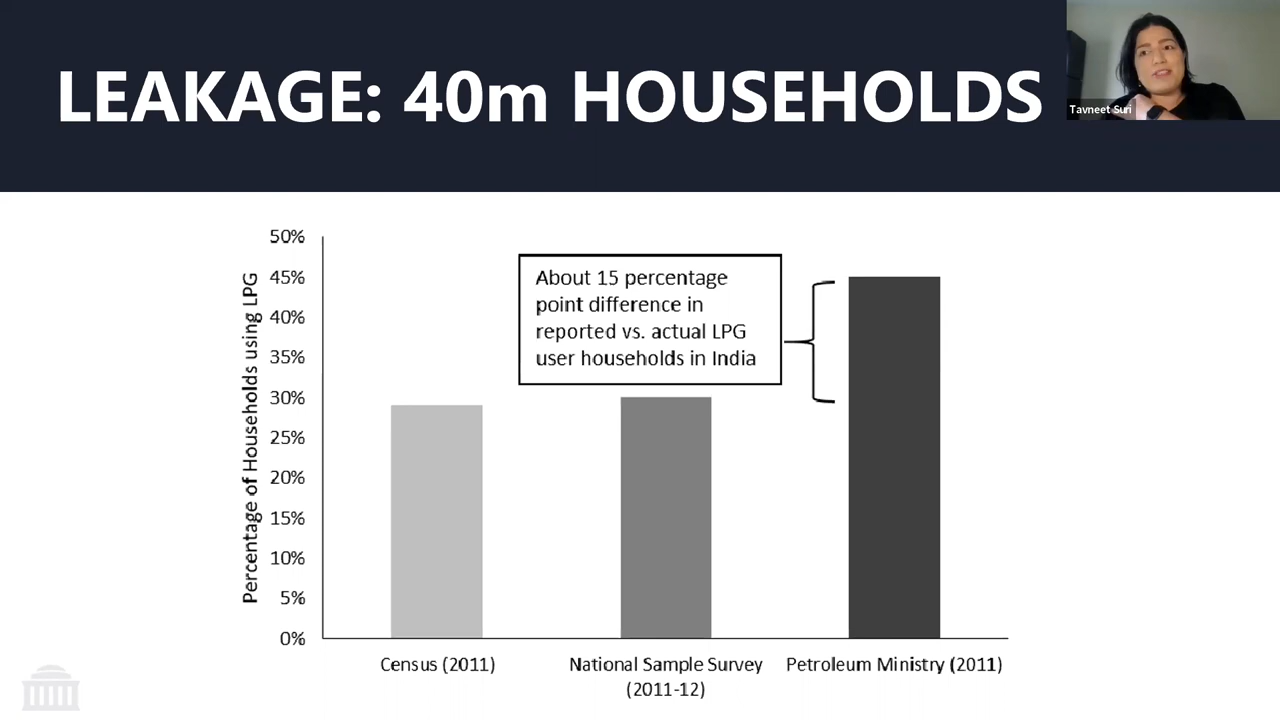 LEAKAGE: 40m HOUSEHOLDS
Tavneet Suri
Percentage of Households using LPG
50%
45%
40%
35%
30%
25%
20%
15%
10%
5%
0%
About 15 percentage
point difference in
reported vs. actual LPG
user households in India
Census (2011)
National Sample Survey
(2011-12)
Petroleum Ministry (2011)